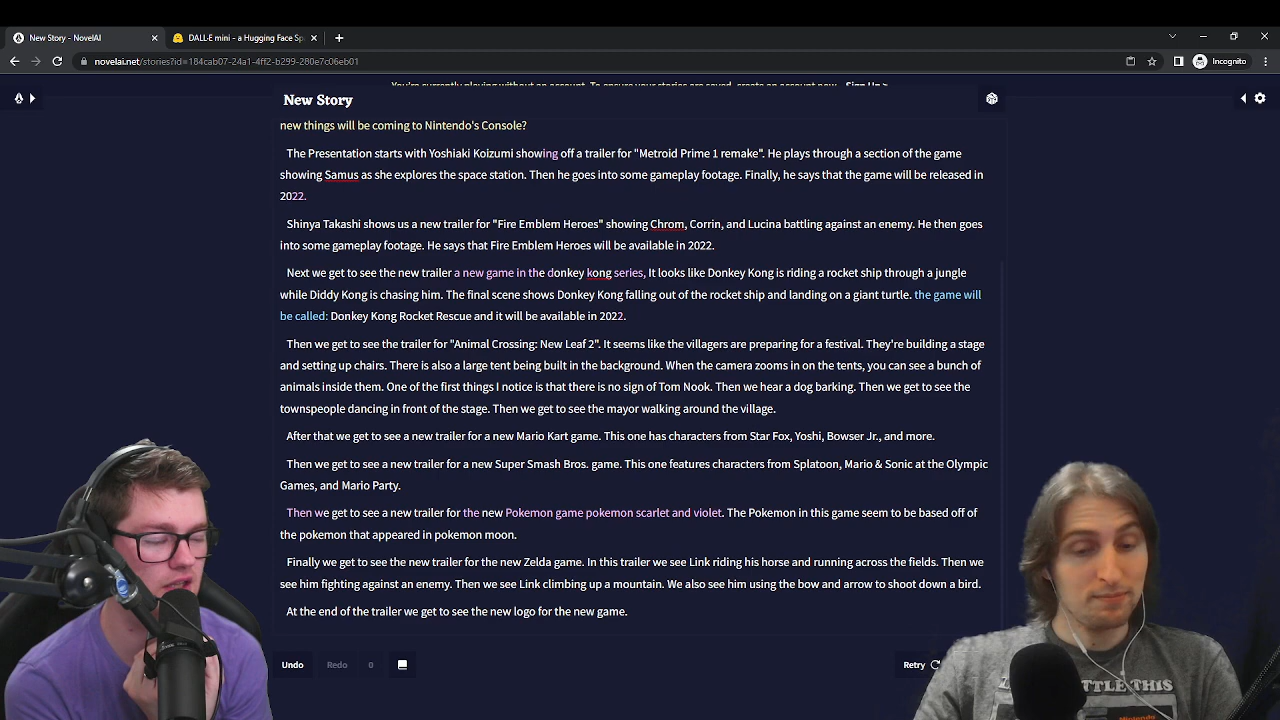 New Story - NovelAI
DALL·E mini - a Hugging Face Sp
novelai.net/stories?id=184cab07-24a1-4ff2-b299-280e7c06eb01
Incognito
You're currently playing without an account. To ensure your stories are saved, create an account now. Sign Up >
New Story
new things will be coming to Nintendo's Console?
The Presentation starts with Yoshiaki Koizumi showing off a trailer for "Metroid Prime 1 remake". He plays through a section of the game
showing Samus as she explores the space station. Then he goes into some gameplay footage. Finally, he says that the game will be released in
2022.
Shinya Takashi shows us a new trailer for "Fire Emblem Heroes" showing Chrom, Corrin, and Lucina battling against an enemy. He then goes
into some gameplay footage. He says that Fire Emblem Heroes will be available in 2022.
Next we get to see the new trailer a new game in the donkey kong series, It looks like Donkey Kong is riding a rocket ship through a jungle
while Diddy Kong is chasing him. The final scene shows Donkey Kong falling out of the rocket ship and landing on a giant turtle. the game will
be called: Donkey Kong Rocket Rescue and it will be available in 2022.
Then we get to see the trailer for "Animal Crossing: New Leaf 2". It seems like the villagers are preparing for a festival. They're building a stage
and setting up chairs. There is also a large tent being built in the background. When the camera zooms in on the tents, you can see a bunch of
animals inside them. One of the first things I notice is that there is no sign of Tom Nook. Then we hear a dog barking. Then we get to see the
townspeople dancing in front of the stage. Then we get to see the mayor walking around the village.
After that we get to see a new trailer for a new Mario Kart game. This one has characters from Star Fox, Yoshi, Bowser Jr., and more.
Then we get to see a new trailer for a new Super Smash Bros. game. This one features characters from Splatoon, Mario & Sonic at the Olympic
Games, and Mario Party.
Then we get to see a new trailer for the new Pokemon game pokemon scarlet and violet. The Pokemon in this game seem to be based off of
the pokemon that appeared in pokemon moon.
Finally we get to see the new trailer for the new Zelda game. In this trailer we see Link riding his horse and running across the fields. Then we
see him fighting against an enemy. Then we see Link climbing up a mountain. We also see him using the bow and arrow to shoot down a bird.
At the end of the trailer we get to see the new logo for the new game.
Undo
Redo
0
Retry
TTLE THIS
Nintendo